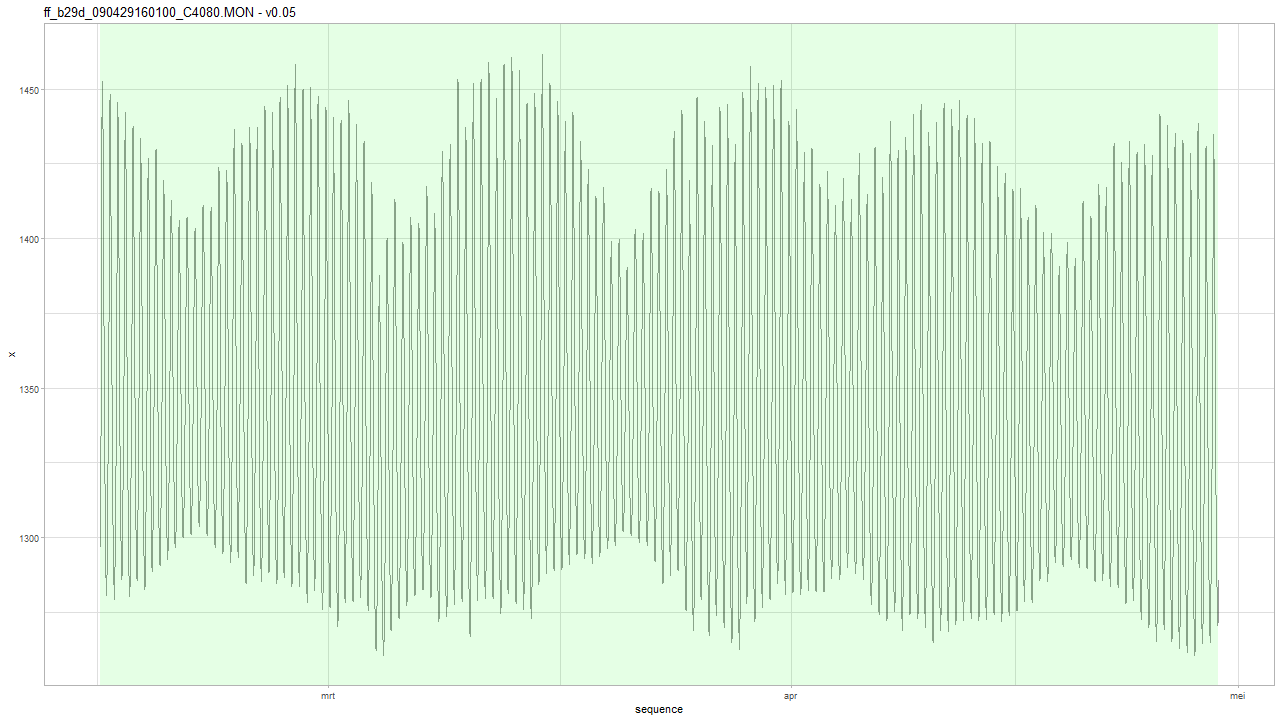 ff_b29d_090429160100_C4080.MON - v0.05
1450
1400
1350
1300
x
mrt
apr
mei
sequence